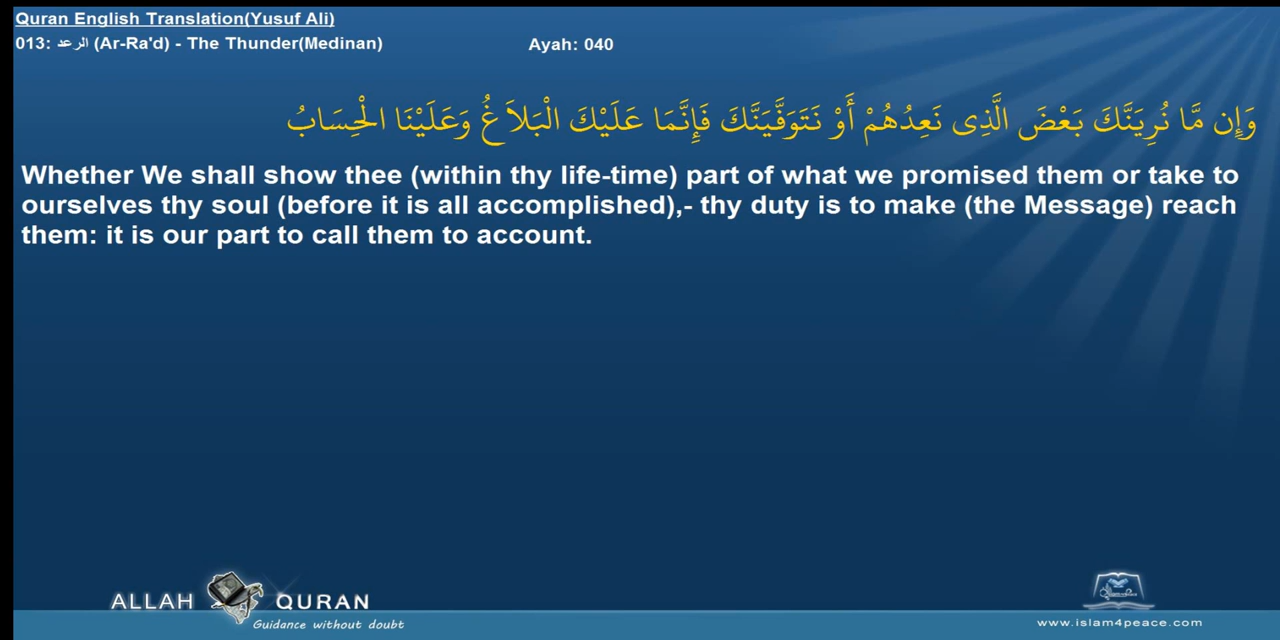 Quran English Translation(Yusuf Ali)
013: الرعد (Ar-Ra'd) - The Thunder(Medinan)
Ayah: 040
وَإِن مَّا نُرِيَنَّكَ بَعْضَ الَّذِى نَعِدُهُمْ أَوْ نَتَوَفَّيَنَّكَ فَإِنَّمَا عَلَيْكَ الْبَلاَغُ وَعَلَيْنَا الْحِسَابُ
Whether We shall show thee (within thy life-time) part of what we promised them or take to
ourselves thy soul (before it is all accomplished),- thy duty is to make (the Message) reach
them: it is our part to call them to account.
ALLAH QURAN
Guidance without doubt
www.islam4peace.com